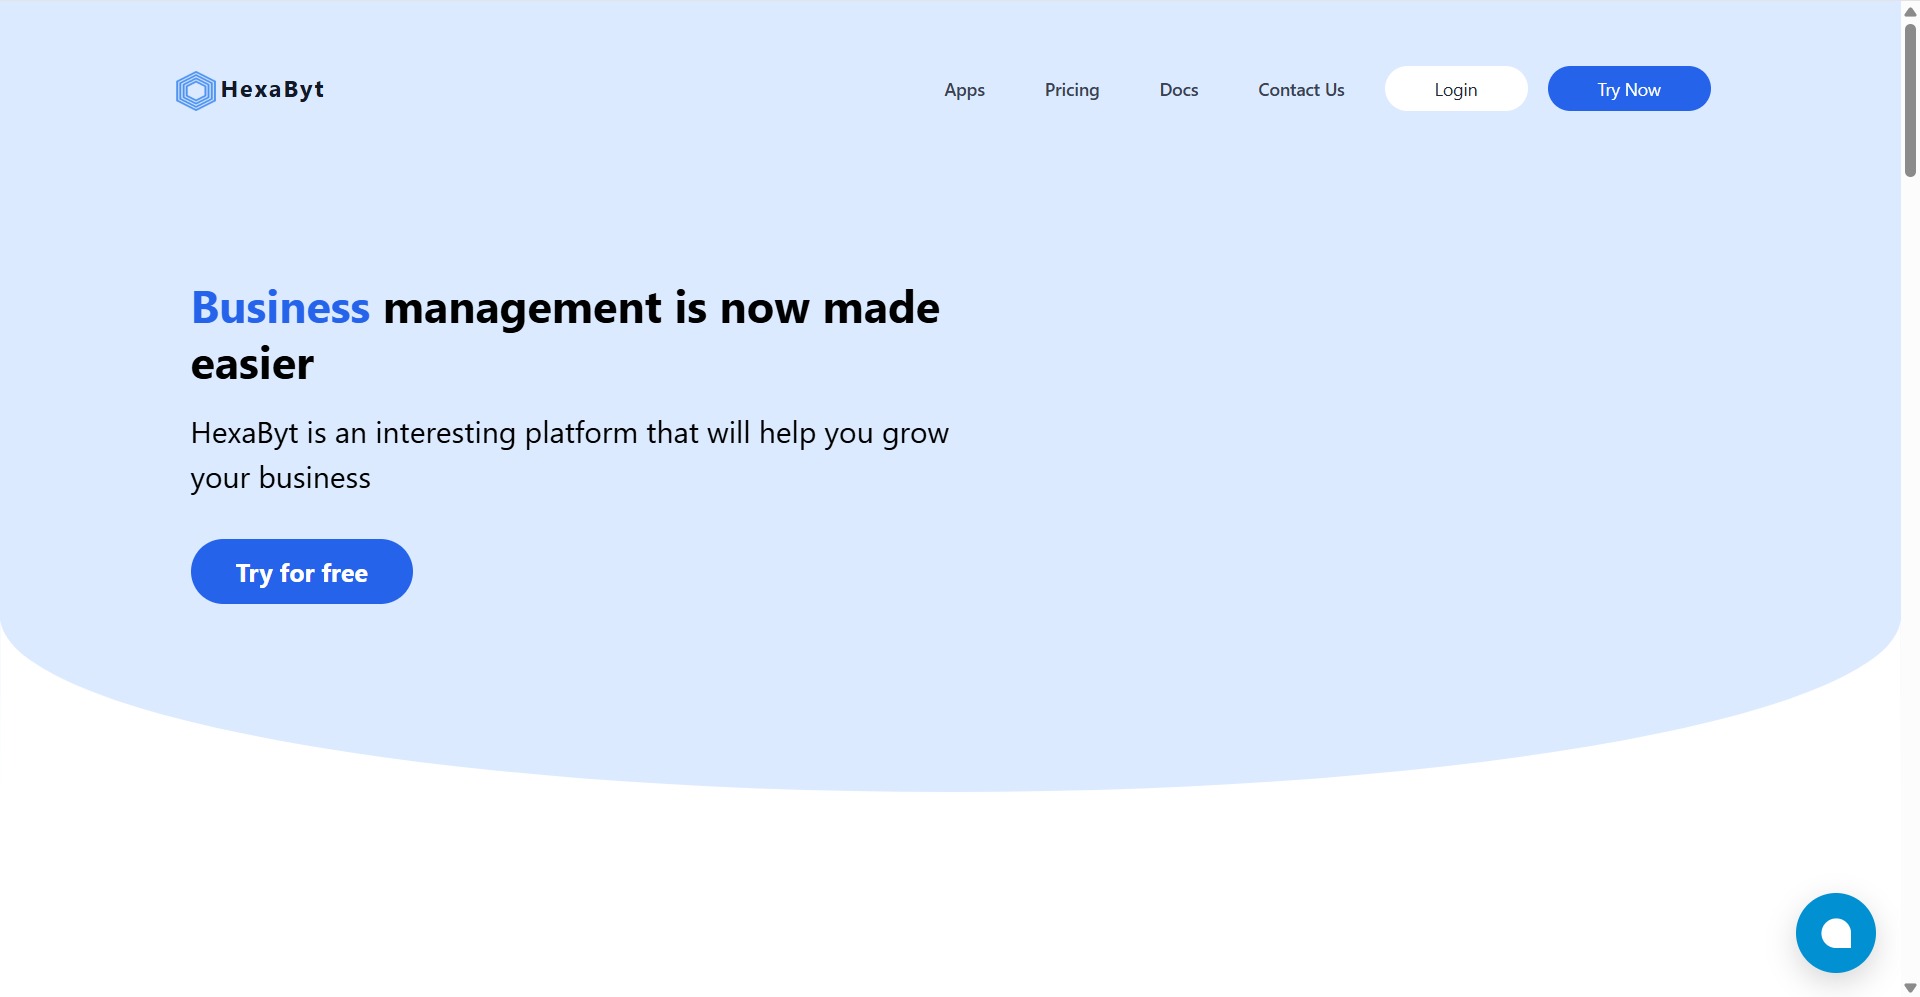 HexaByt
Apps
Pricing
Docs
Contact Us
Login
Try Now
Business management is now made
easier
HexaByt is an interesting platform that will help you grow
your business
Try for free